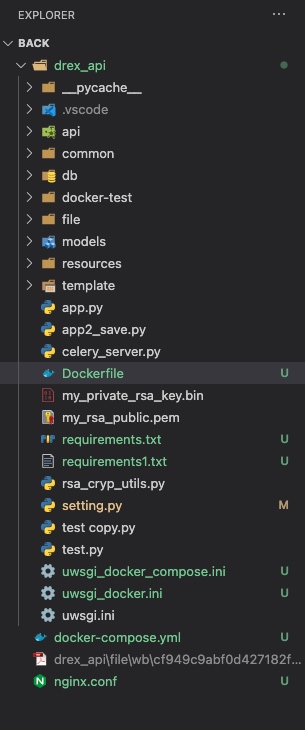 EXPLORER
BACK
drex_api
__pycache__
.vscode
api
common
db
docker-test
file
models
resources
template
app.py
app2_save.py
celery_server.py
Dockerfile U
my_private_rsa_key.bin
my_rsa_public.pem
requirements.txt U
requirements1.txt U
rsa_cryp_utils.py
setting.py M
test copy.py
test.py
uwsgi_docker_compose.ini U
uwsgi_docker.ini U
uwsgi.ini
docker-compose.yml U
drex_api\file\wb\cf949c9abf0d427182f...
nginx.conf U